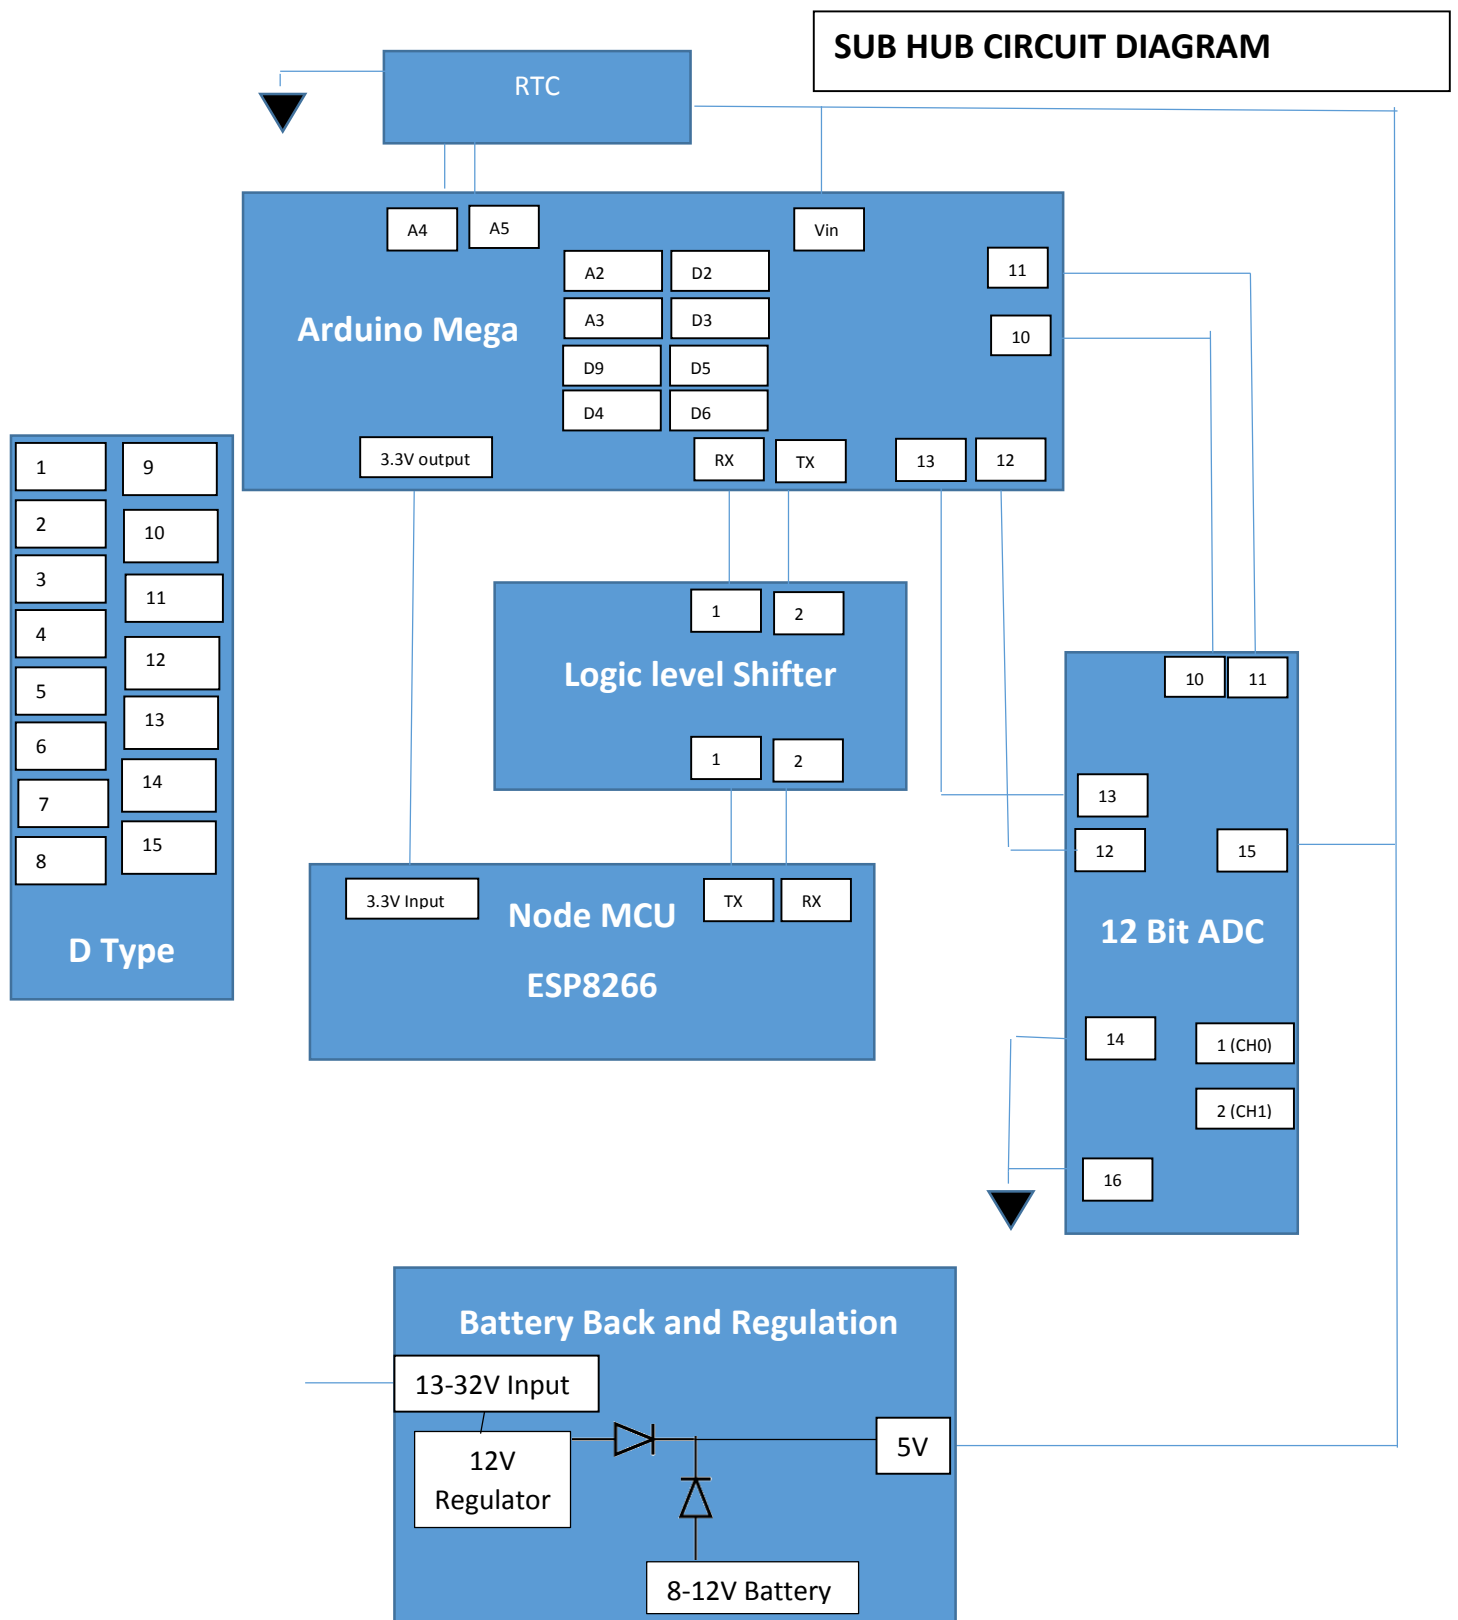 SUB HUB CIRCUIT DIAGRAM
RTC
A4
A5
Vin
A2
D2
11
A3
D3
10
Arduino Mega
D9
D5
D4
D6
3.3V output
RX
TX
13
12
1
9
2
10
3
11
4
12
5
13
6
14
7
15
8
D Type
1
2
Logic level Shifter
1
2
10
11
13
12
15
12 Bit ADC
14
1 (CH0)
2 (CH1)
16
3.3V Input
TX
RX
Node MCU
ESP8266
Battery Back and Regulation
13-32V Input
12V
Regulator
5V
8-12V Battery